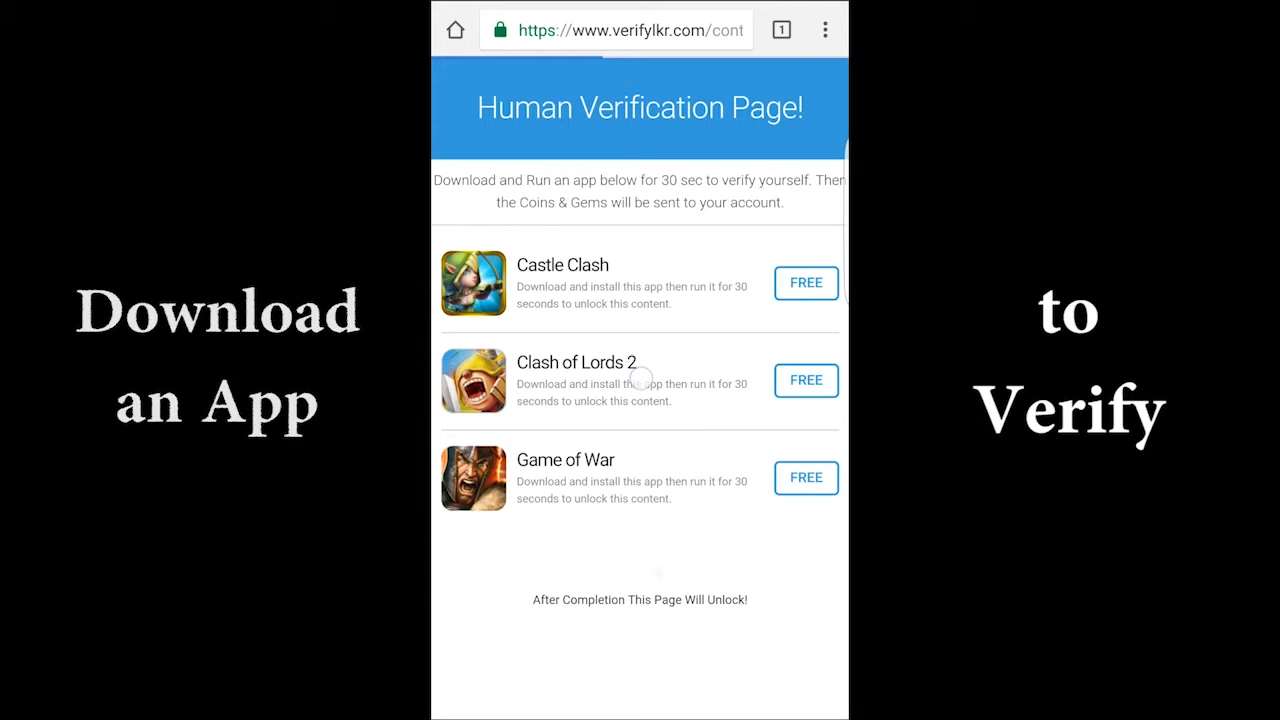 https://www.verifylkr.com/cont
1
Human Verification Page!
Download and Run an app below for 30 sec to verify yourself. Then
the Coins & Gems will be sent to your account.
Castle Clash
Download and install this app then run it for 30
seconds to unlock this content.
FREE
Clash of Lords 2
Download and install this app then run it for 30
seconds to unlock this content.
FREE
Game of War
Download and install this app then run it for 30
seconds to unlock this content.
FREE
After Completion This Page Will Unlock!
Download
an App
to
Verify